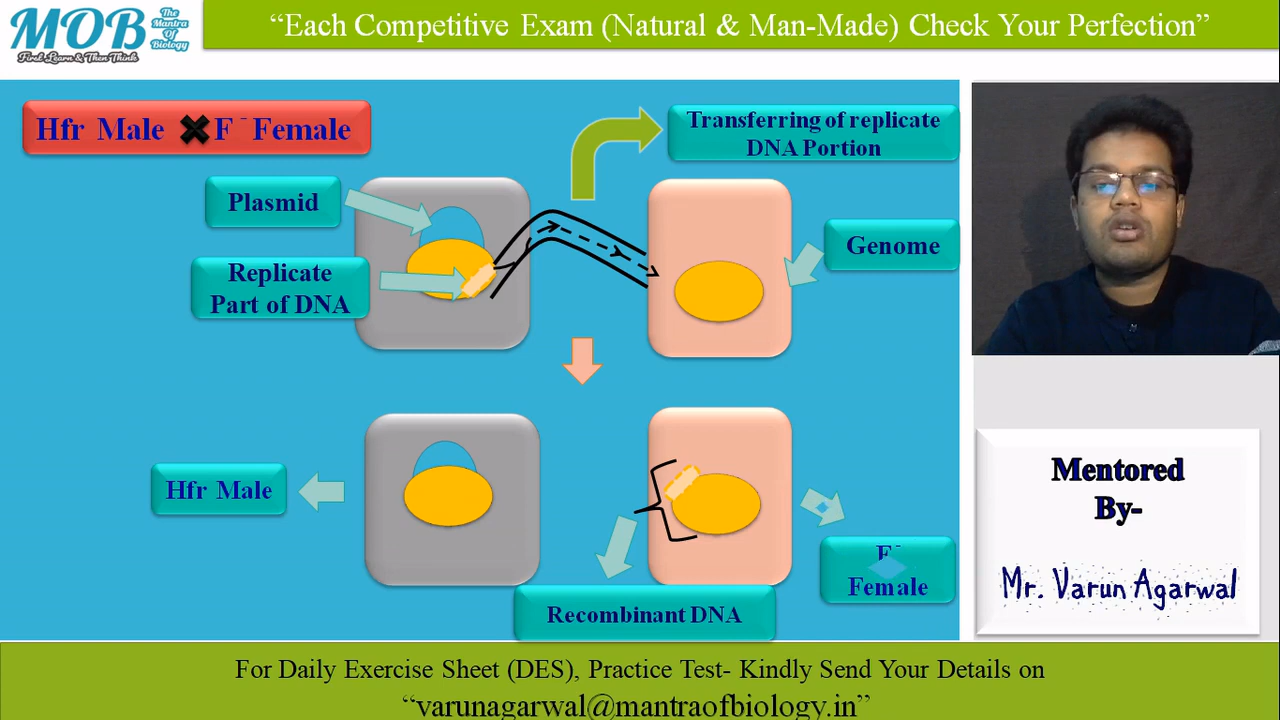 MOB The Mantra Of Biology
First Learn & Then Think
“Each Competitive Exam (Natural & Man-Made) Check Your Perfection”
Hfr Male ✖ F⁻ Female
Transferring of replicate
DNA Portion
Plasmid
Genome
Replicate
Part of DNA
Hfr Male
F⁻
Female
Recombinant DNA
Mentored
By-
Mr. Varun Agarwal
For Daily Exercise Sheet (DES), Practice Test- Kindly Send Your Details on
“varunagarwal@mantraofbiology.in”